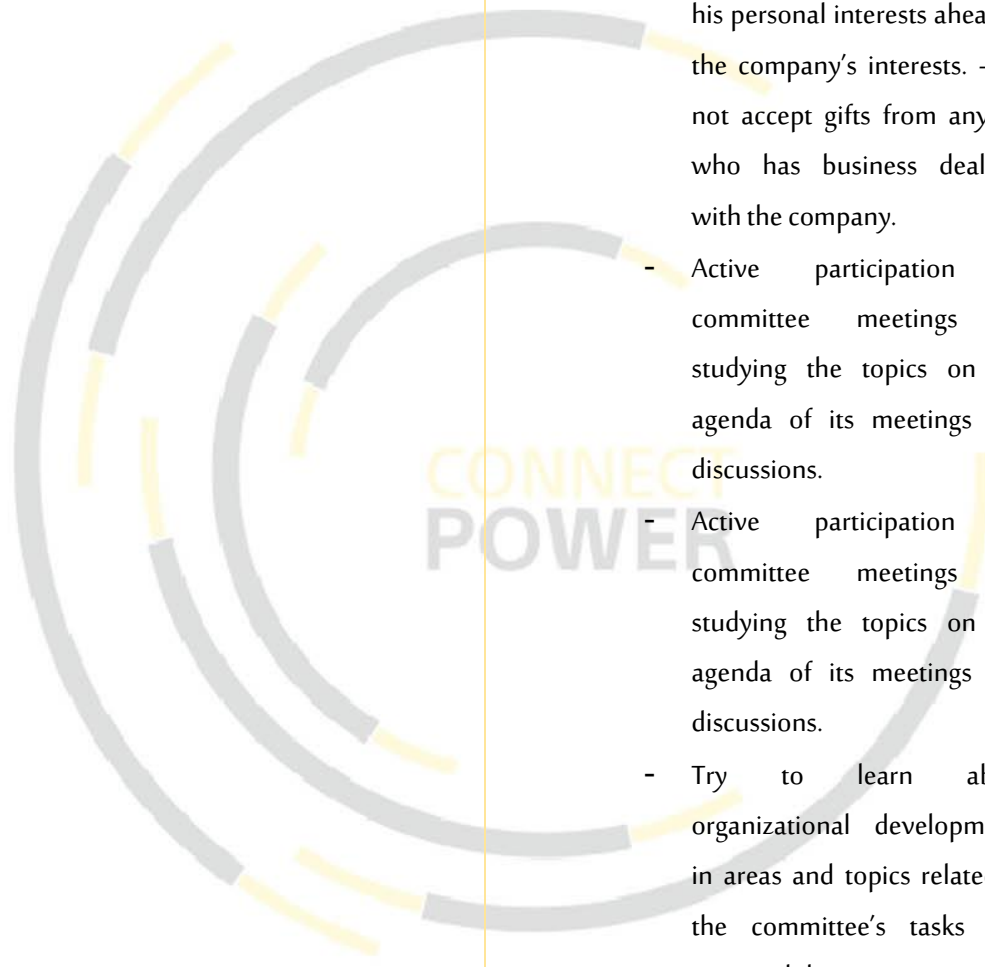 his personal interests ahea
the company's interests. -
not accept gifts from any
who has business deal
with the company.
- Active participation
committee meetings
studying the topics on
agenda of its meetings
discussions.
- Active participation
committee meetings
studying the topics on
agenda of its meetings
discussions.
- Try to learn ab
organizational developm
in areas and topics relate
the committee's tasks
CONNECT
POWER